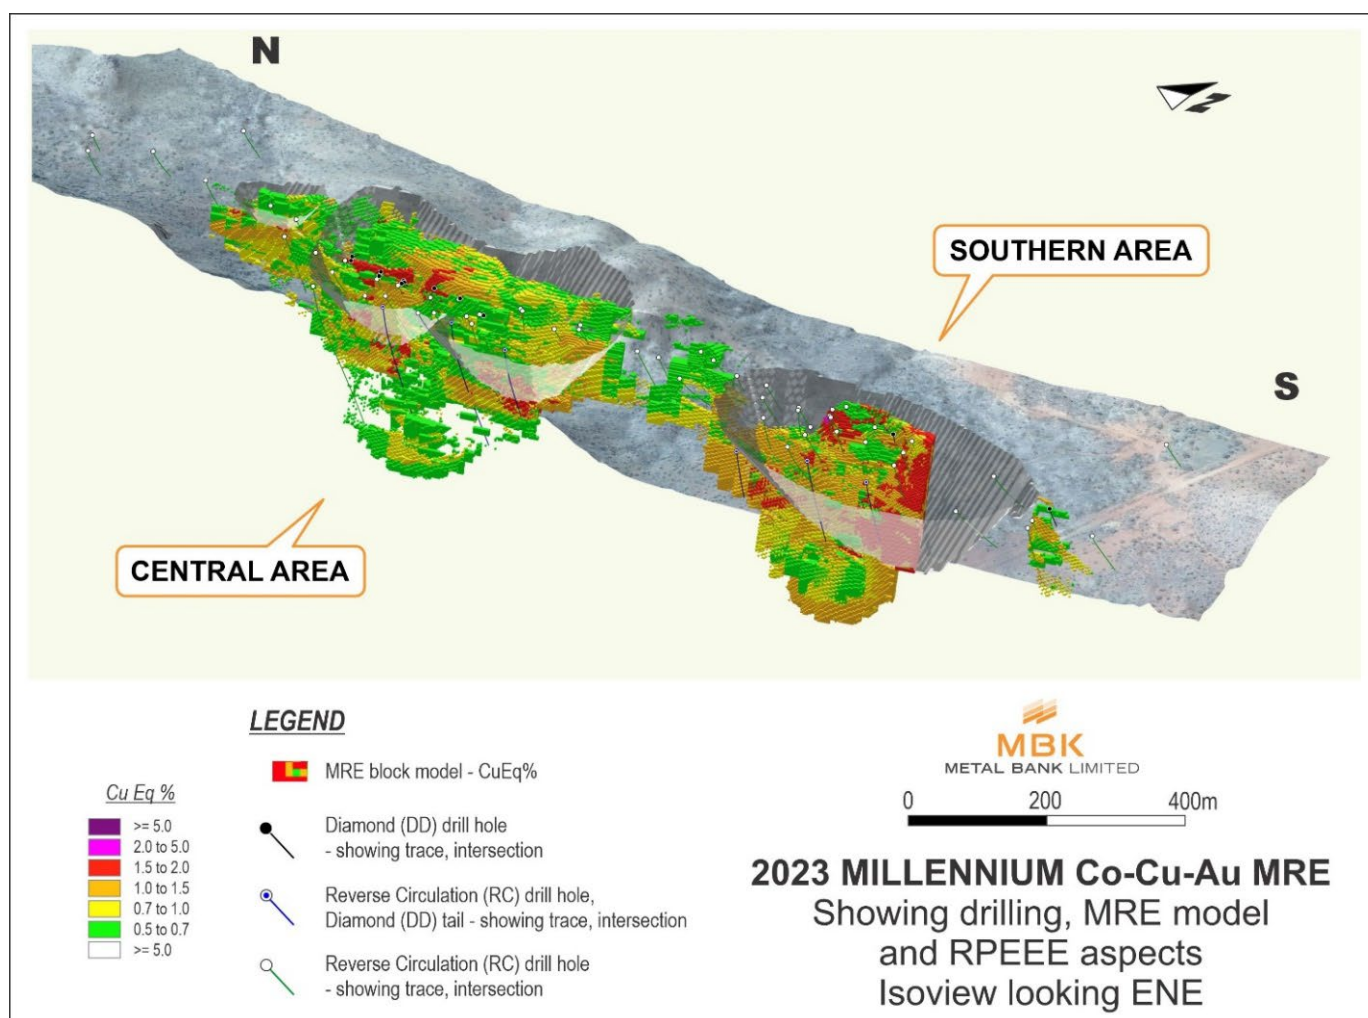 N
N
SOUTHERN AREA
S
CENTRAL AREA
LEGEND
MRE block model - CuEq%
Cu Eq %
>= 5.0
2.0 to 5.0
1.5 to 2.0
1.0 to 1.5
0.7 to 1.0
0.5 to 0.7
>= 5.0
Diamond (DD) drill hole
- showing trace, intersection
Reverse Circulation (RC) drill hole,
Diamond (DD) tail - showing trace, intersection
Reverse Circulation (RC) drill hole
- showing trace, intersection
MBK
METAL BANK LIMITED
0 200 400m
2023 MILLENNIUM Co-Cu-Au MRE
Showing drilling, MRE model
and RPEEE aspects
Isoview looking ENE